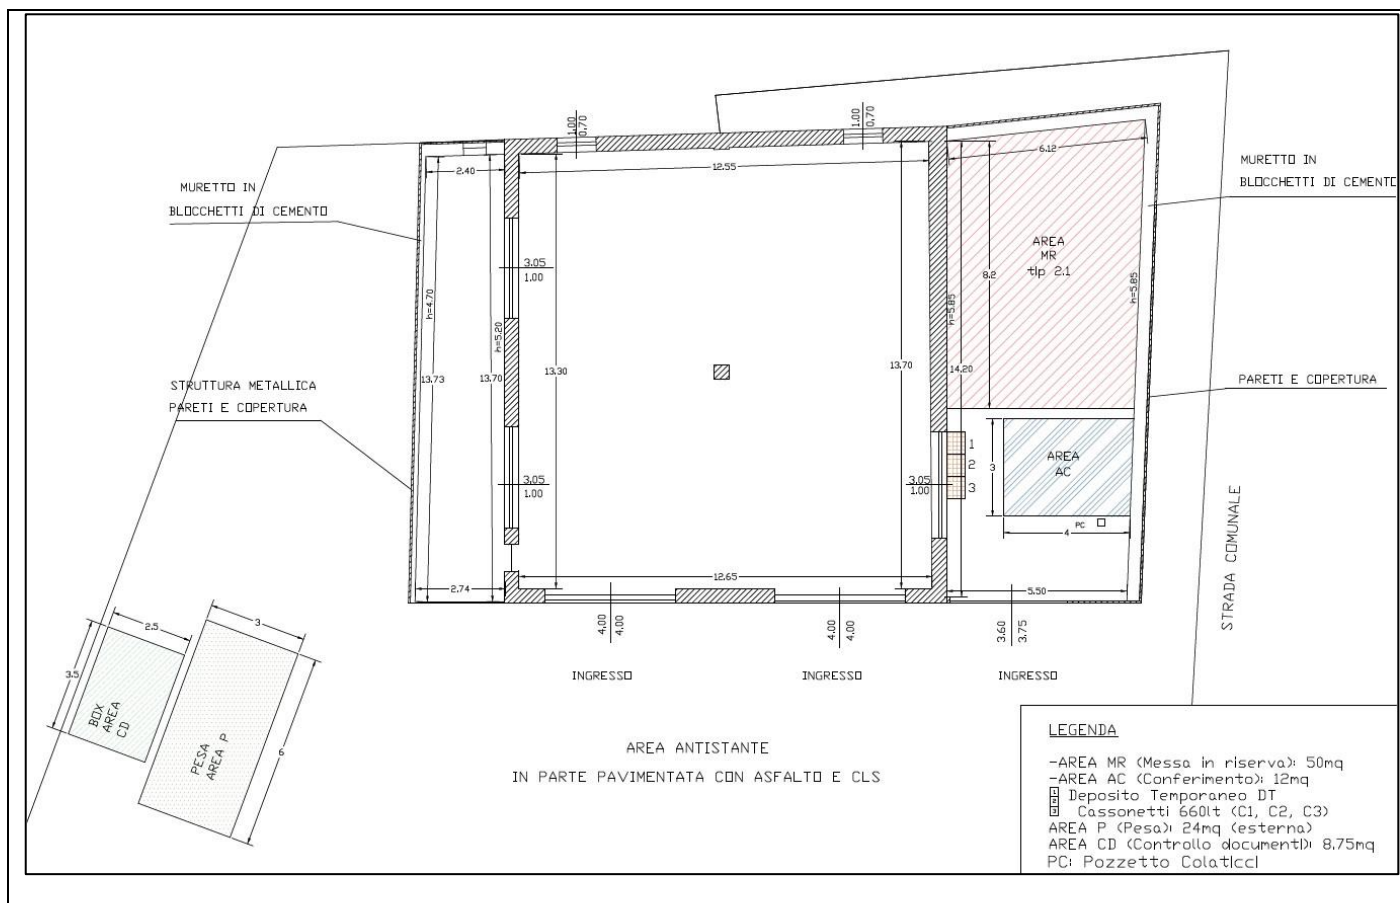 1.00
0.70
1.00
0.70
12.55
2.40
6.12
MURETTO IN
BLOCCHETTI DI CEMENTO
MURETTO IN
BLOCCHETTI DI CEMENTO
AREA
MR
tip 2.1
3.05
1.00
8.2
h=4.70
h=5.20
h=5.85
h=5.85
13.73
13.70
13.30
13.70
14.20
STRUTTURA METALLICA
PARETI E COPERTURA
PARETI E COPERTURA
1
2
3
3
AREA
AC
3.05
1.00
3.05
1.00
PC
4
STRADA COMUNALE
2.74
12.65
5.50
4.00
4.00
4.00
4.00
3.60
3.75
INGRESSO
INGRESSO
INGRESSO
2.5
3
3.5
6
BOX
AREA
CD
PESA
AREA P
AREA ANTISTANTE
IN PARTE PAVIMENTATA CON ASFALTO E CLS
LEGENDA
-AREA MR (Messa in riserva): 50mq
-AREA AC (Conferimento): 12mq
1 Deposito Temporaneo DT
2
3 Cassonetti 660lt (C1, C2, C3)
AREA P (Pesa): 24mq (esterna)
AREA CD (Controllo documenti): 8.75mq
PC: Pozzetto Colaticci